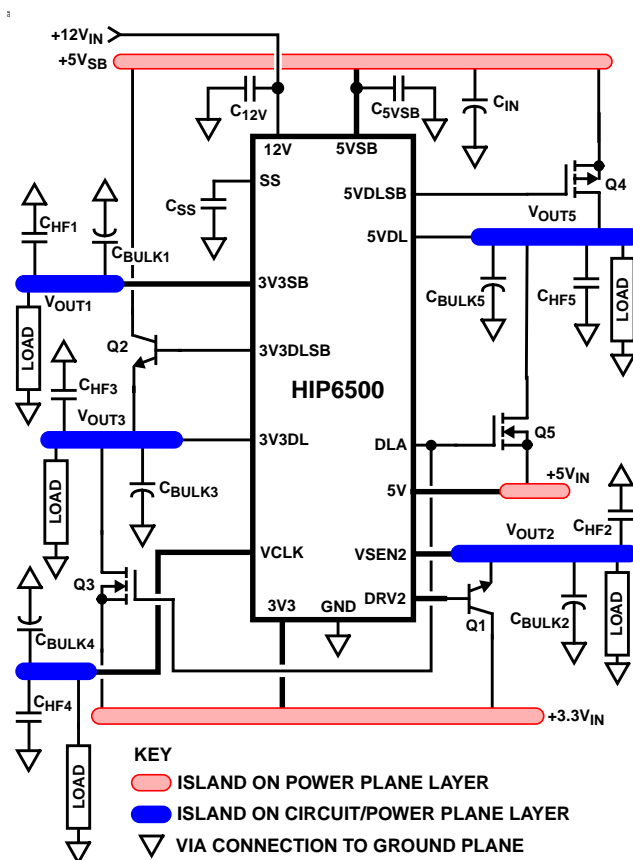 +12VIN
+5VSB
C12V
C5VSB
CIN
12V
5VSB
SS
5VDLSB
Q4
CSS
CHF1
CBULK1
5VDL
VOUT5
VOUT1
3V3SB
CBULK5
CHF5
LOAD
LOAD
Q2
3V3DLSB
HIP6500
CHF3
VOUT3
3V3DL
DLA
Q5
+5VIN
LOAD
CBULK3
5V
CHF2
VOUT2
VCLK
VSEN2
Q3
3V3
GND
DRV2
Q1
CBULK2
LOAD
CBULK4
CHF4
LOAD
+3.3VIN
KEY
ISLAND ON POWER PLANE LAYER
ISLAND ON CIRCUIT/POWER PLANE LAYER
VIA CONNECTION TO GROUND PLANE